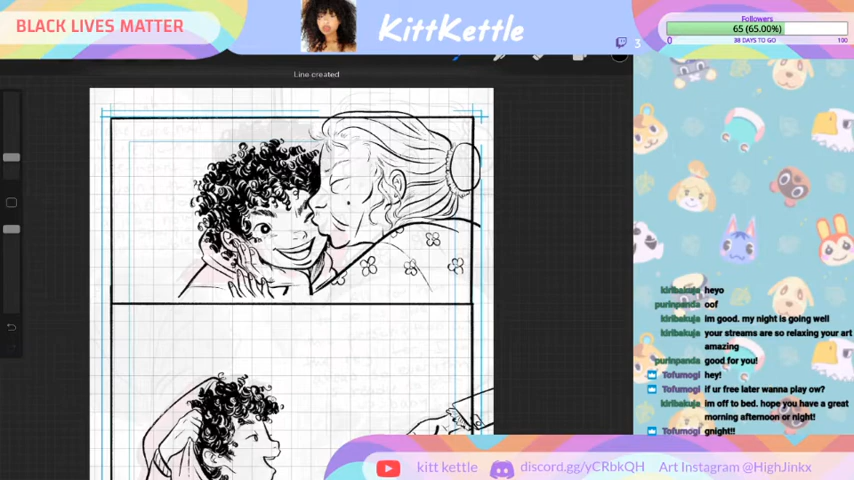 BLACK LIVES MATTER
KittKettle
3
Followers
65 (65.00%)
0 38 DAYS TO GO 100
Line created
kiribakuja heyo
purinpanda oof
kiribakuja im good. my night is going well
kiribakuja your streams are so relaxing your art
amazing
purinpanda good for you!
Tofumogi hey!
Tofumogi if ur free later wanna play ow?
kiribakuja im off to bed. hope you have a great
morning afternoon or night!
Tofumogi gnight!!
kitt kettle discord.gg/yCRbkQH Art Instagram @HighJinkx